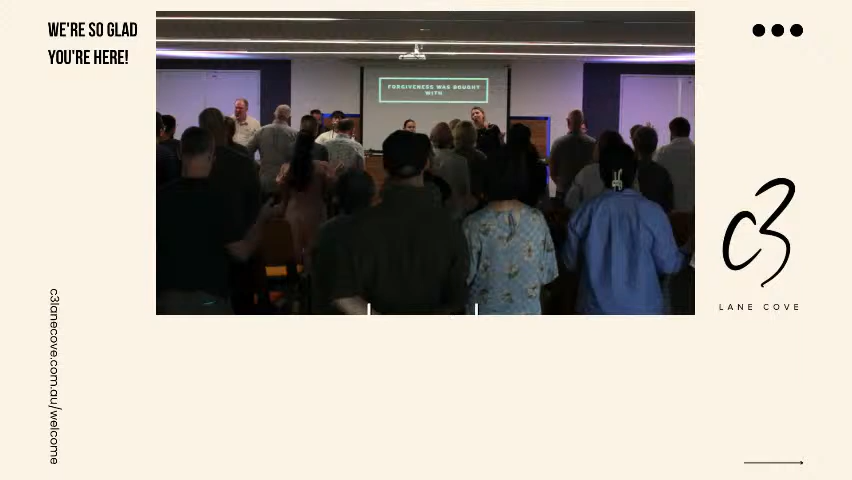 WE'RE SO GLAD
YOU'RE HERE!
FORGIVENESS WAS BOUGHT
WITH
c3
LANE COVE
c3lanecove.com.au/welcome